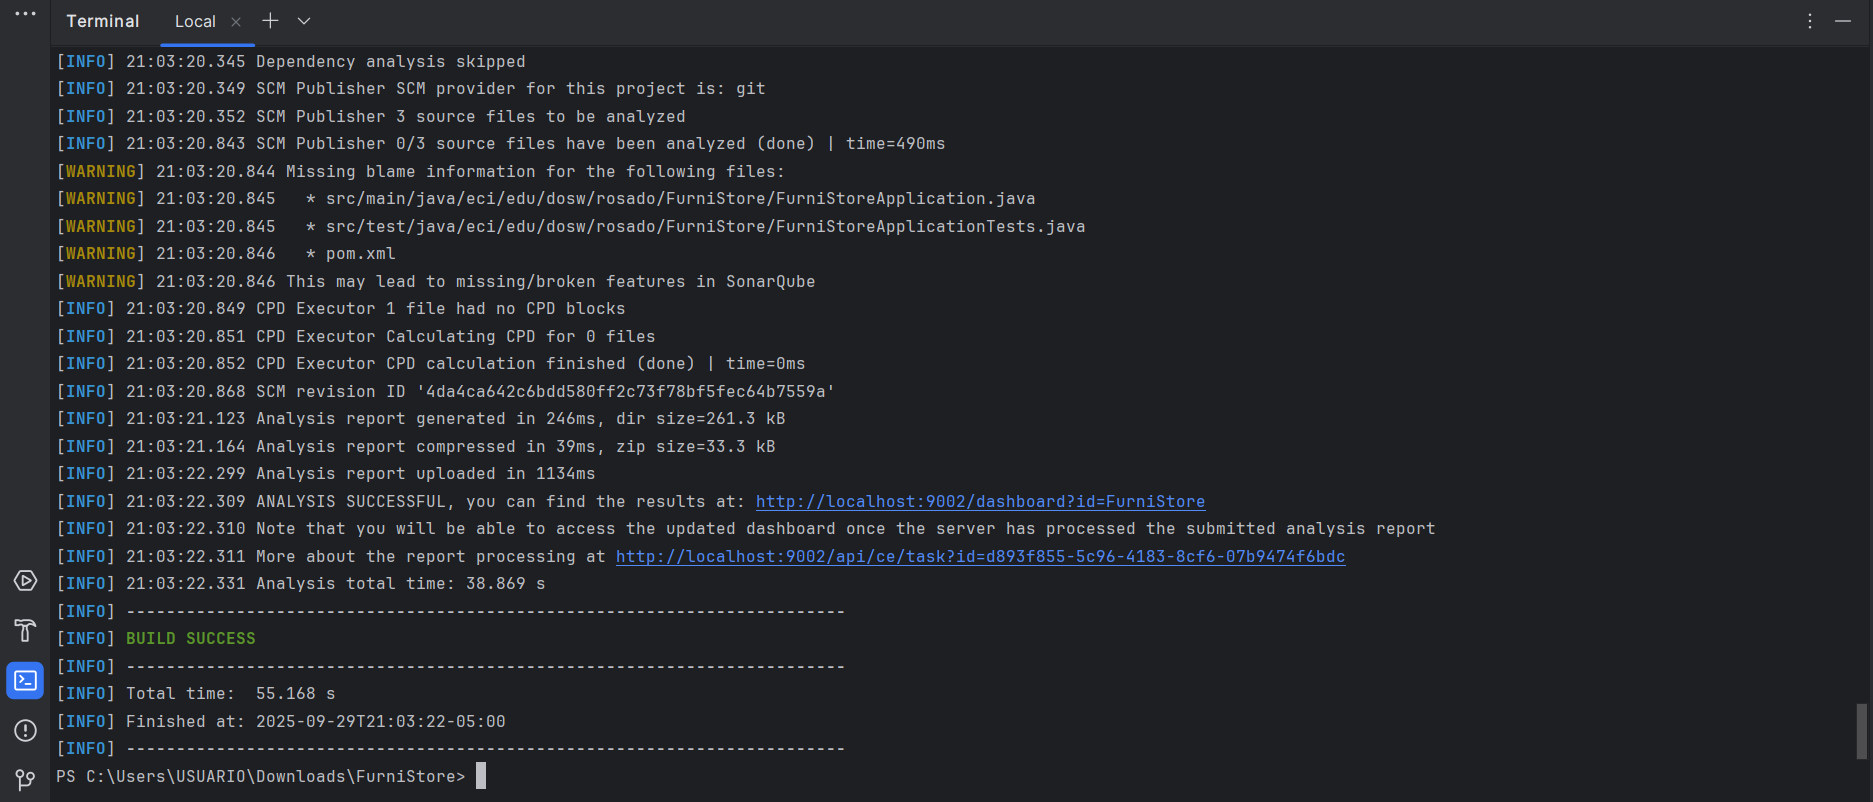 Terminal Local
[INFO] 21:03:20.345 Dependency analysis skipped
[INFO] 21:03:20.349 SCM Publisher SCM provider for this project is: git
[INFO] 21:03:20.352 SCM Publisher 3 source files to be analyzed
[INFO] 21:03:20.843 SCM Publisher 0/3 source files have been analyzed (done) | time=490ms
[WARNING] 21:03:20.844 Missing blame information for the following files:
[WARNING] 21:03:20.845   * src/main/java/eci/edu/dosw/rosado/FurniStore/FurniStoreApplication.java
[WARNING] 21:03:20.845   * src/test/java/eci/edu/dosw/rosado/FurniStore/FurniStoreApplicationTests.java
[WARNING] 21:03:20.846   * pom.xml
[WARNING] 21:03:20.846 This may lead to missing/broken features in SonarQube
[INFO] 21:03:20.849 CPD Executor 1 file had no CPD blocks
[INFO] 21:03:20.851 CPD Executor Calculating CPD for 0 files
[INFO] 21:03:20.852 CPD Executor CPD calculation finished (done) | time=0ms
[INFO] 21:03:20.868 SCM revision ID '4da4ca642c6bdd580ff2c73f78bf5fec64b7559a'
[INFO] 21:03:21.123 Analysis report generated in 246ms, dir size=261.3 kB
[INFO] 21:03:21.164 Analysis report compressed in 39ms, zip size=33.3 kB
[INFO] 21:03:22.299 Analysis report uploaded in 1134ms
[INFO] 21:03:22.309 ANALYSIS SUCCESSFUL, you can find the results at: http://localhost:9002/dashboard?id=FurniStore
[INFO] 21:03:22.310 Note that you will be able to access the updated dashboard once the server has processed the submitted analysis report
[INFO] 21:03:22.311 More about the report processing at http://localhost:9002/api/ce/task?id=d893f855-5c96-4183-8cf6-07b9474f6bdc
[INFO] 21:03:22.331 Analysis total time: 38.869 s
[INFO] ------------------------------------------------------------------------
[INFO] BUILD SUCCESS
[INFO] ------------------------------------------------------------------------
[INFO] Total time:  55.168 s
[INFO] Finished at: 2025-09-29T21:03:22-05:00
[INFO] ------------------------------------------------------------------------
PS C:\Users\USUARIO\Downloads\FurniStore>